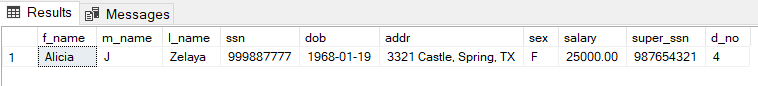 Results Messages
f_name m_name l_name ssn dob addr sex salary super_ssn d_no
1 Alicia J Zelaya 999887777 1968-01-19 3321 Castle, Spring, TX F 25000.00 987654321 4